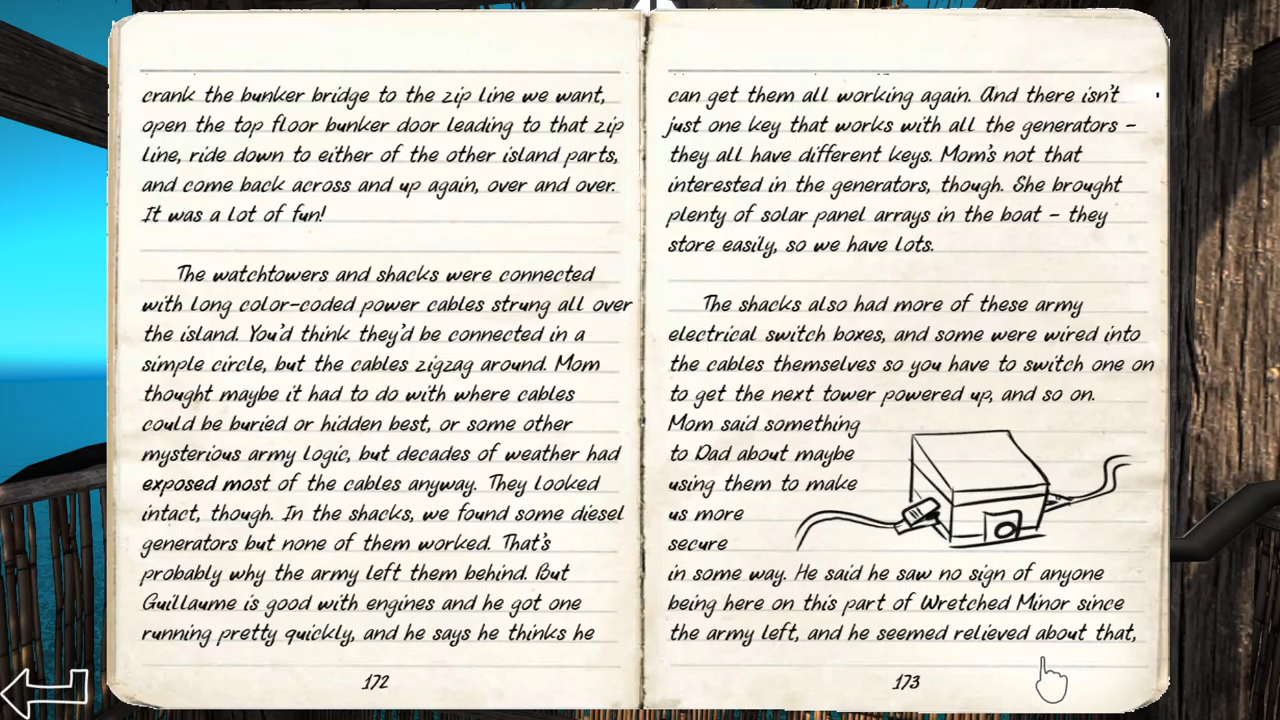 crank the bunker bridge to the zip line we want,
open the top floor bunker door leading to that zip
line, ride down to either of the other island parts,
and come back across and up again, over and over.
It was a lot of fun!
The watchtowers and shacks were connected
with long color-coded power cables strung all over
the island. You'd think they'd be connected in a
simple circle, but the cables zigzag around. Mom
thought maybe it had to do with where cables
could be buried or hidden best, or some other
mysterious army logic, but decades of weather had
exposed most of the cables anyway. They looked
intact, though. In the shacks, we found some diesel
generators but none of them worked. That's
probably why the army left them behind. But
Guillaume is good with engines and he got one
running pretty quickly, and he says he thinks he
172
can get them all working again. And there isn't
just one key that works with all the generators –
they all have different keys. Mom's not that
interested in the generators, though. She brought
plenty of solar panel arrays in the boat – they
store easily, so we have lots.
The shacks also had more of these army
electrical switch boxes, and some were wired into
the cables themselves so you have to switch one on
to get the next tower powered up, and so on.
Mom said something
to Dad about maybe
using them to make
us more
secure
in some way. He said he saw no sign of anyone
being here on this part of Wretched Minor since
the army left, and he seemed relieved about that,
173